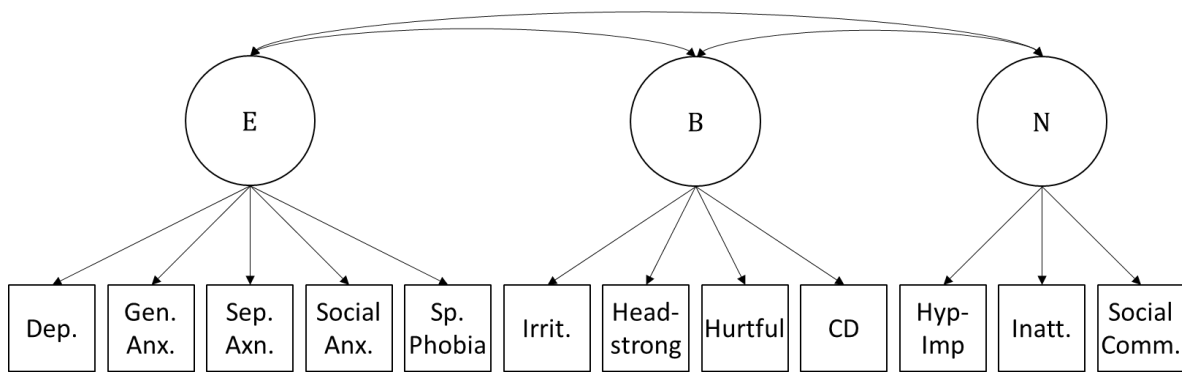 E
B
N
Dep.
Gen.
Anx.
Sep.
Axn.
Social
Anx.
Sp.
Phobia
Irrit.
Head-
strong
Hurtful
CD
Hyp-
Imp
Inatt.
Social
Comm.